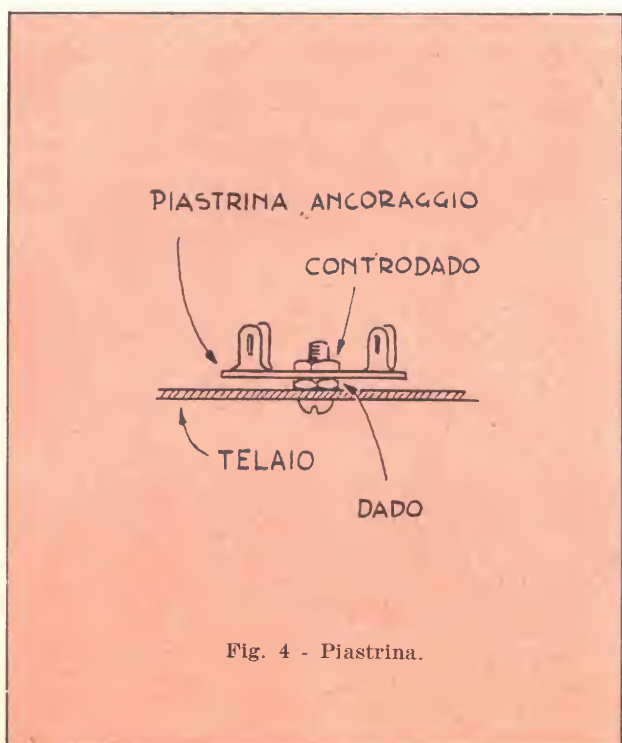 PIASTRINA ANCORAGGIO
CONTRODADO
TELAIO
DADO
Fig. 4 - Piastrina.